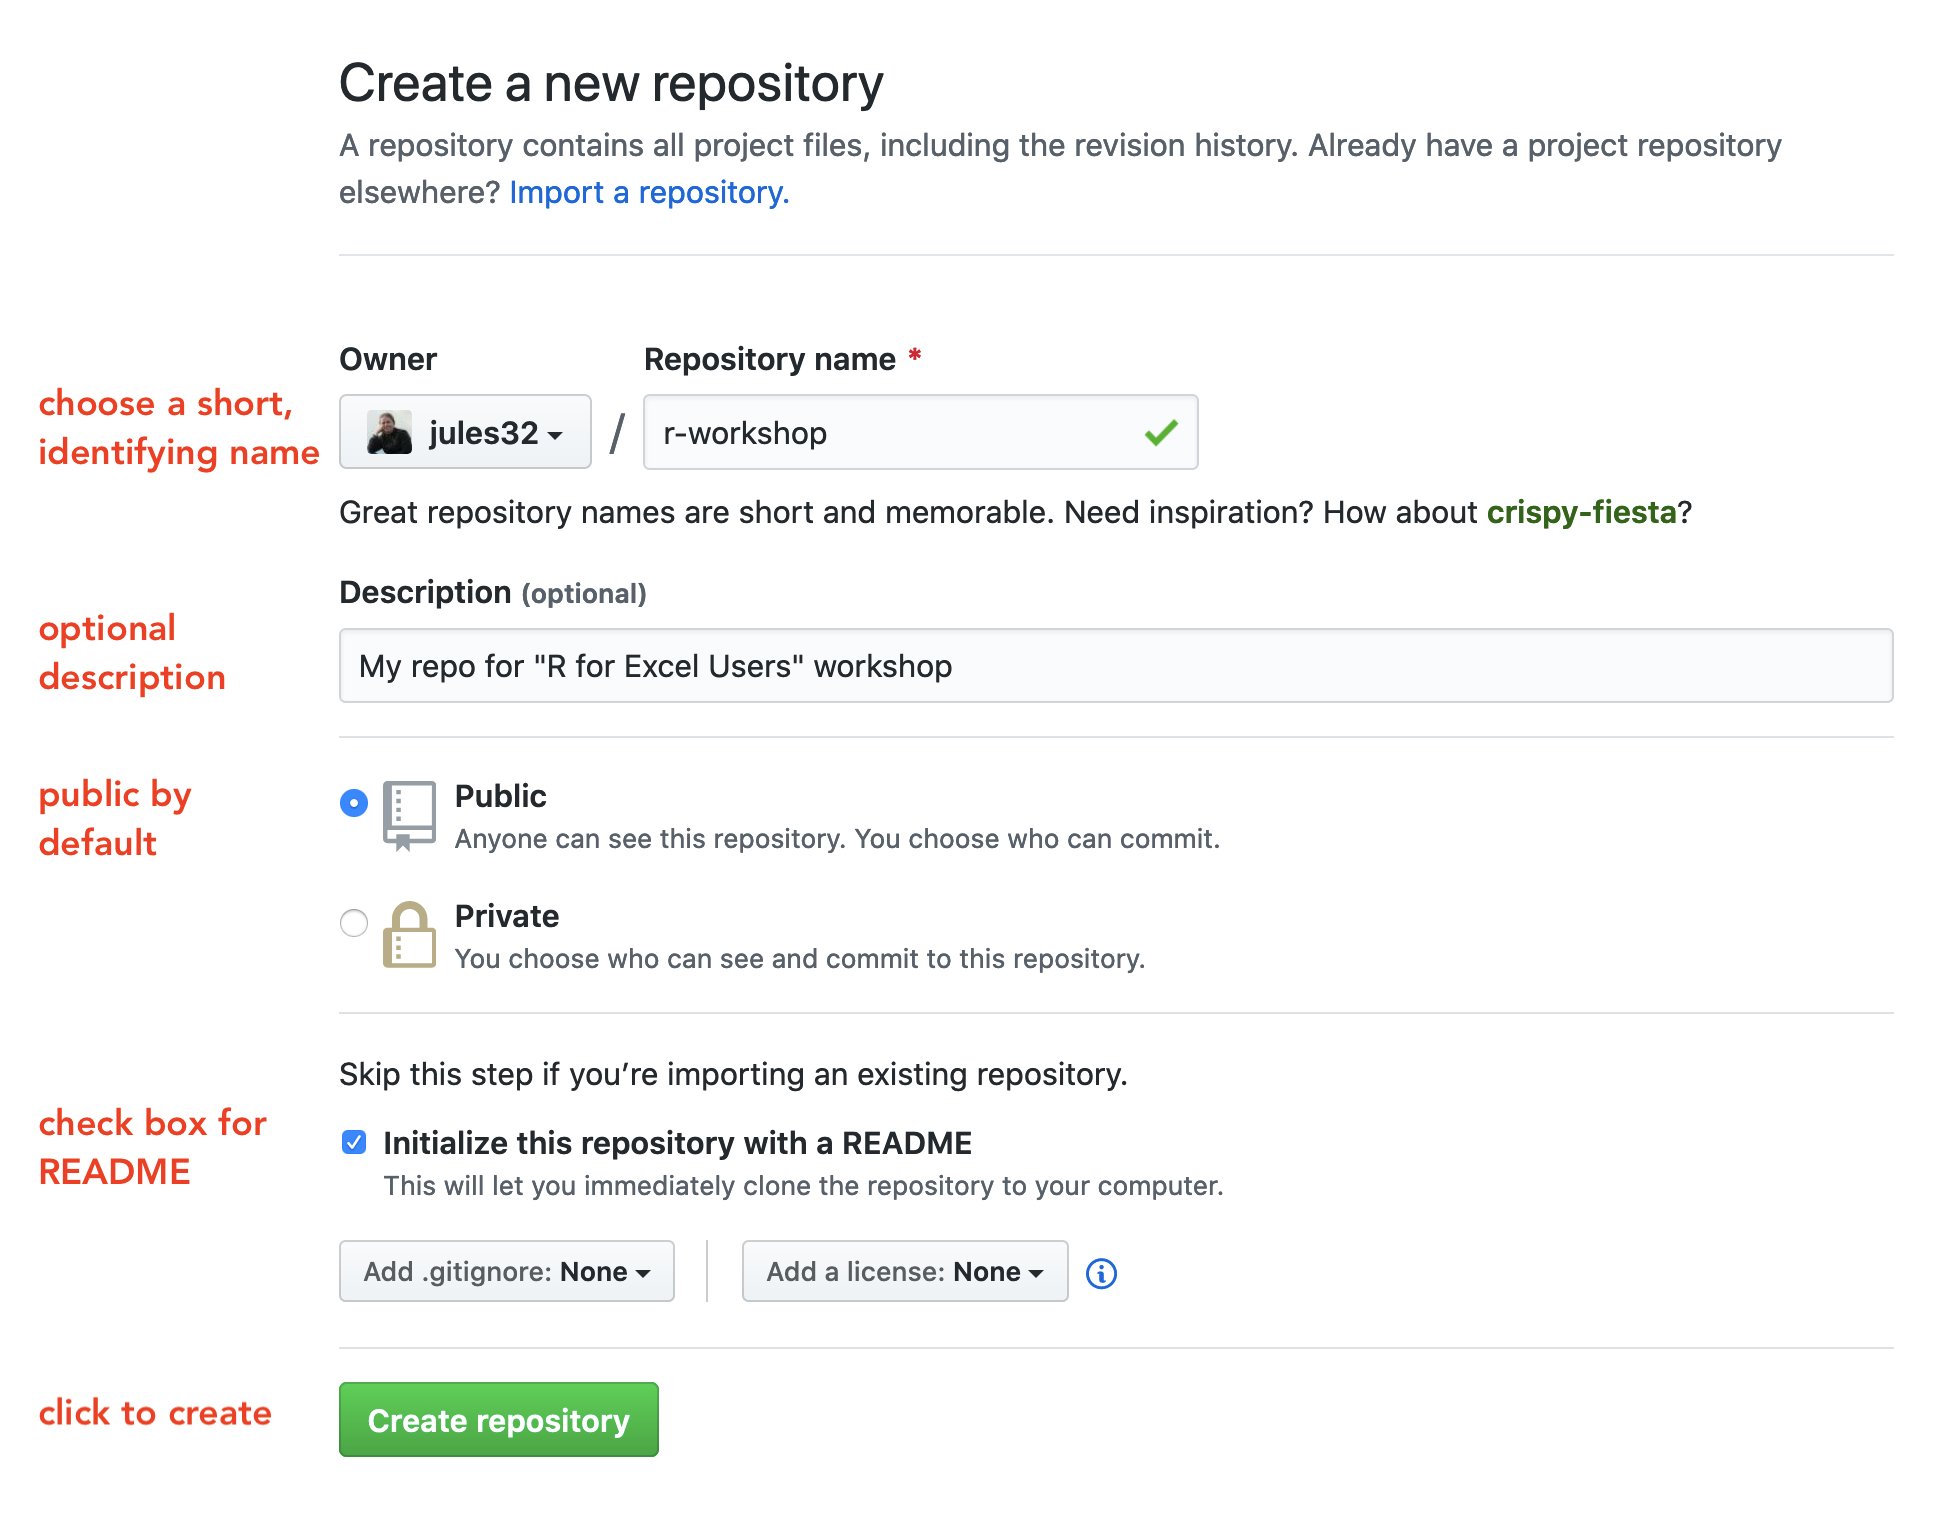 Create a new repository
A repository contains all project files, including the revision history. Already have a project repository
elsewhere? Import a repository.
Owner
Repository name *
choose a short,
identifying name
jules32 / r-workshop
Great repository names are short and memorable. Need inspiration? How about crispy-fiesta?
Description (optional)
optional
description
My repo for "R for Excel Users" workshop
public by
default
Public
Anyone can see this repository. You choose who can commit.
Private
You choose who can see and commit to this repository.
Skip this step if you’re importing an existing repository.
check box for
README
Initialize this repository with a README
This will let you immediately clone the repository to your computer.
Add .gitignore: None
Add a license: None
click to create
Create repository